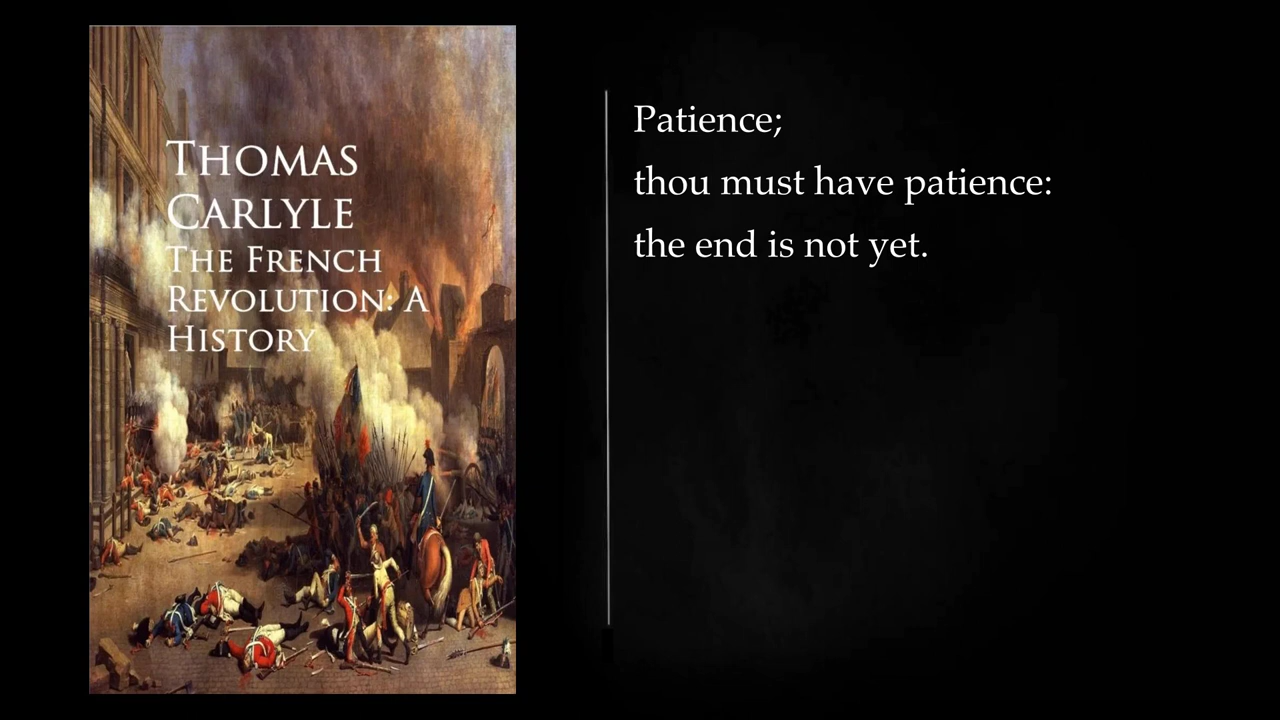 THOMAS
CARLYLE
THE FRENCH
REVOLUTION: A
HISTORY
Patience;
thou must have patience:
the end is not yet.